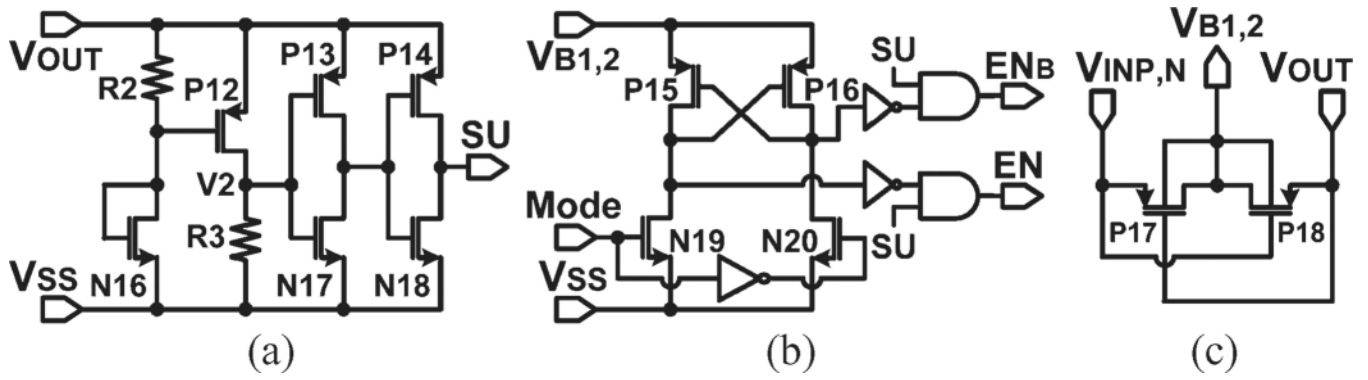 VOUT
R2
P12
P13
P14
SU
V2
R3
VSS
N16
N17
N18
(a)
VB1,2
P15
P16
SU
ENB
EN
Mode
N19
N20
SU
VSS
(b)
VB1,2
VINP,N
VOUT
P17
P18
(c)